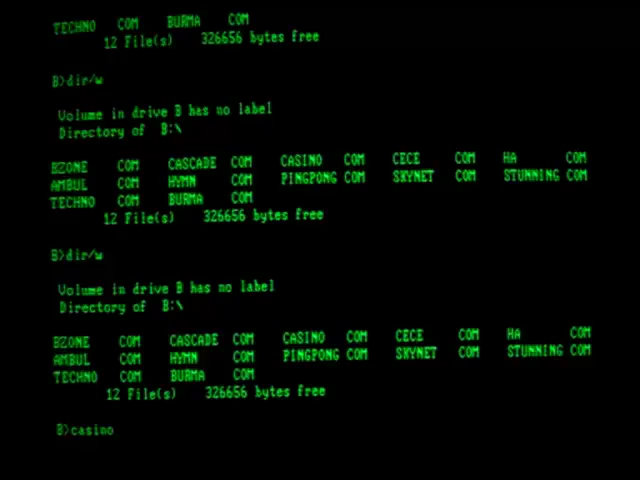 TECHNO COM BURMA COM
12 File(s) 326656 bytes free
B>dir/w
Volume in drive B has no label
Directory of B:\
BZONE COM CASCADE COM CASINO COM CECE COM HA COM
AMBUL COM HYMN COM PINGPONG COM SKYNET COM STUNNING COM
TECHNO COM BURMA COM
12 File(s) 326656 bytes free
B>dir/w
Volume in drive B has no label
Directory of B:\
BZONE COM CASCADE COM CASINO COM CECE COM HA COM
AMBUL COM HYMN COM PINGPONG COM SKYNET COM STUNNING COM
TECHNO COM BURMA COM
12 File(s) 326656 bytes free
B>casino